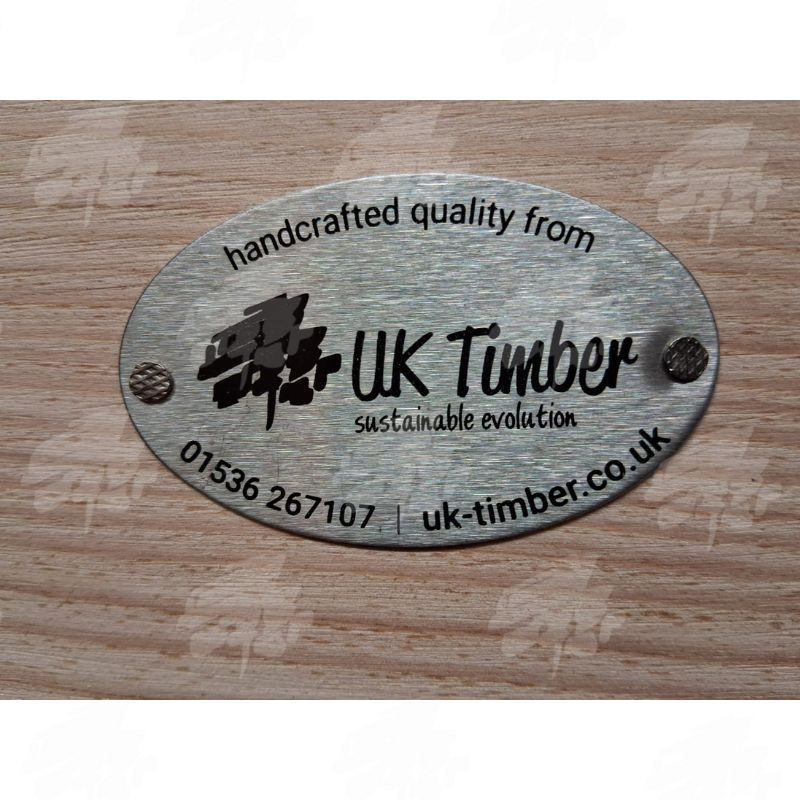 handcrafted quality from
UK Timber
sustainable evolution
01536 267107 | uk-timber.co.uk